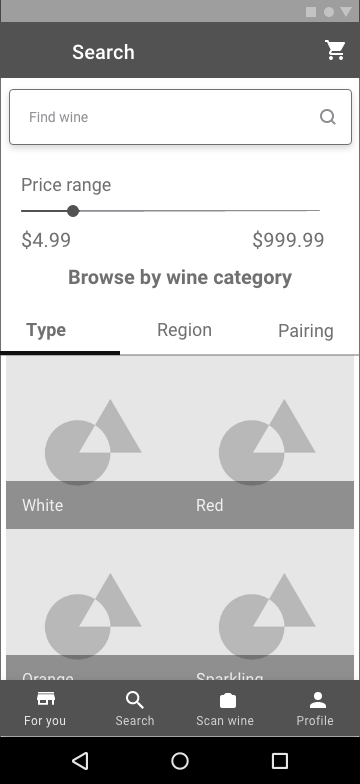 Search
Find wine
Price range
$4.99 $999.99
Browse by wine category
Type Region Pairing
White Red
Orange Sparkling
For you Search Scan wine Profile